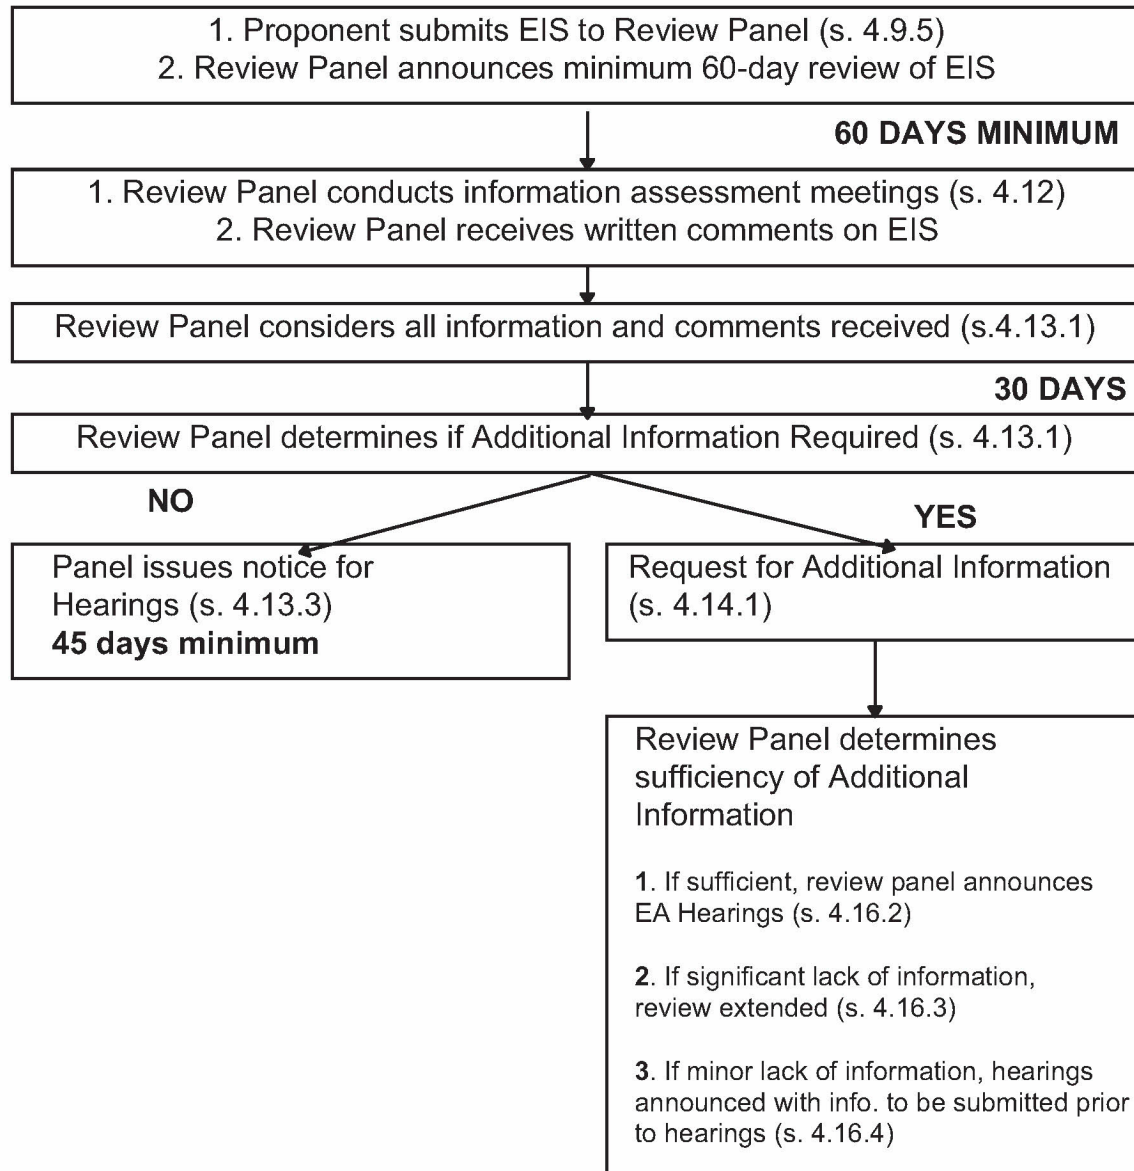 1. Proponent submits EIS to Review Panel (s. 4.9.5)
2. Review Panel announces minimum 60-day review of EIS
60 DAYS MINIMUM
1. Review Panel conducts information assessment meetings (s. 4.12)
2. Review Panel receives written comments on EIS
Review Panel considers all information and comments received (s.4.13.1)
30 DAYS
Review Panel determines if Additional Information Required (s. 4.13.1)
NO
YES
Panel issues notice for
Hearings (s. 4.13.3)
45 days minimum
Request for Additional Information
(s. 4.14.1)
Review Panel determines
sufficiency of Additional
Information
1. If sufficient, review panel announces
EA Hearings (s. 4.16.2)
2. If significant lack of information,
review extended (s. 4.16.3)
3. If minor lack of information, hearings
announced with info. to be submitted prior
to hearings (s. 4.16.4)